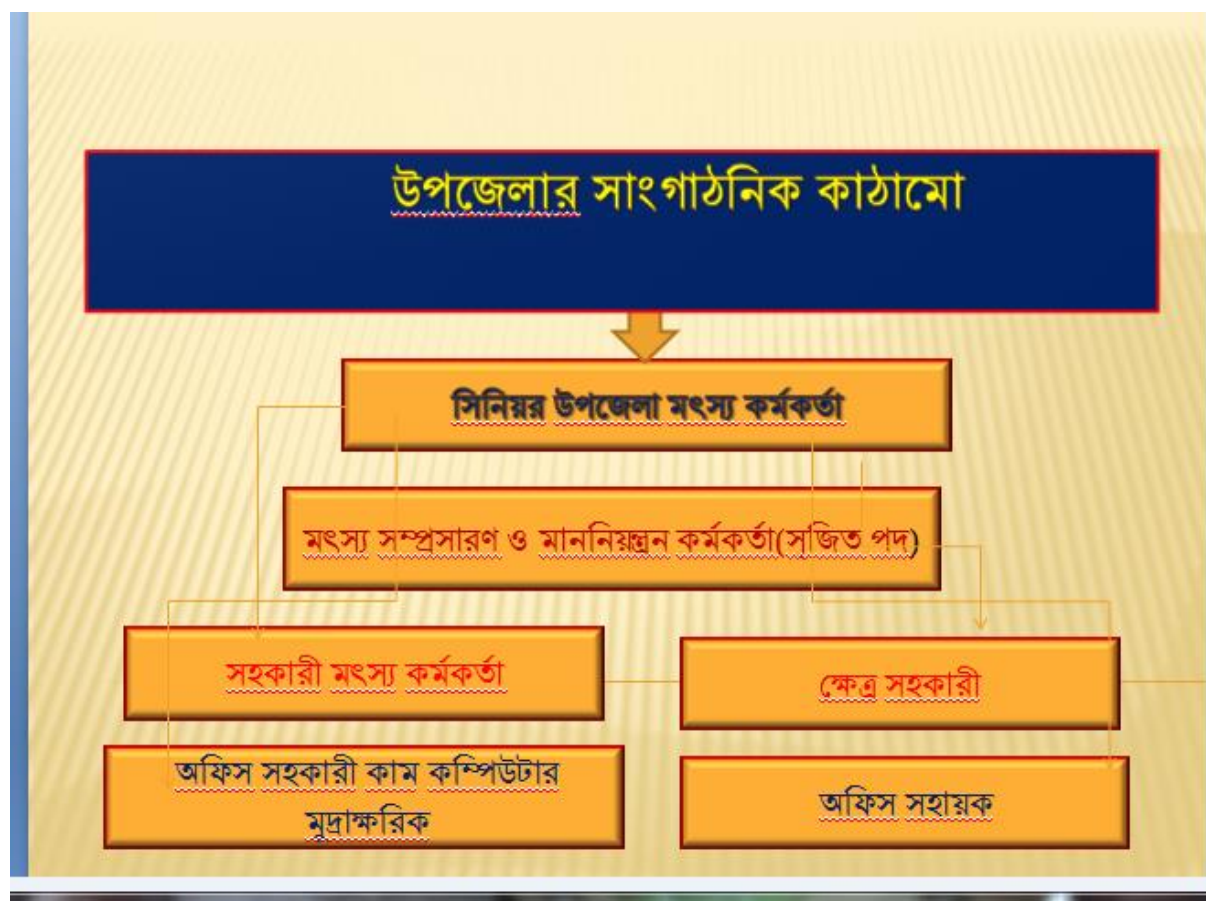 উপজেলার সাংগাঠনিক কাঠামো
সিনিয়র উপজেলা মৎস্য কর্মকর্তা
মৎস্য সম্প্রসারণ ও মাননিয়ন্ত্রন কর্মকর্তা(সৃজিত পদ)
সহকারী মৎস্য কর্মকর্তা
ক্ষেত্র সহকারী
অফিস সহকারী কাম কম্পিউটার
মুদ্রাক্ষরিক
অফিস সহায়ক